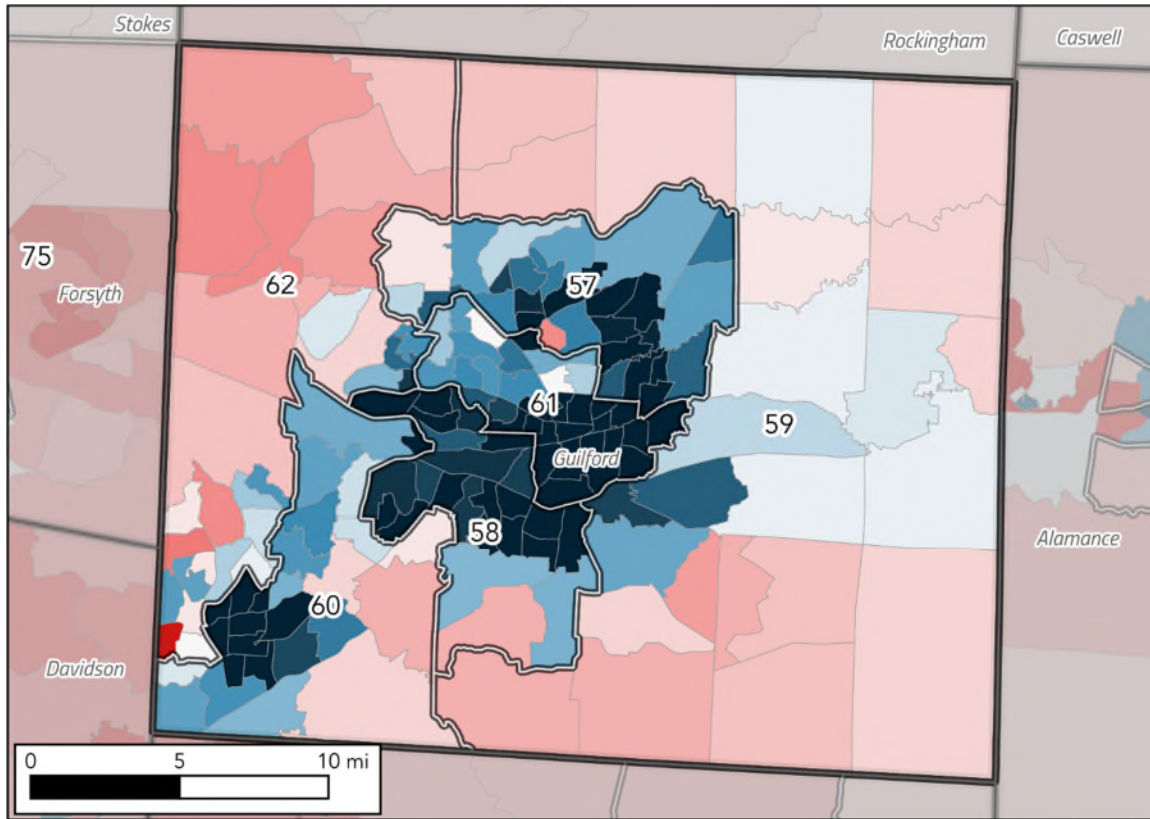 Stokes
Rockingham
Caswell
75
Forsyth
62
57
61
59
Guilford
58
Alamance
60
Davidson
0 5 10 mi